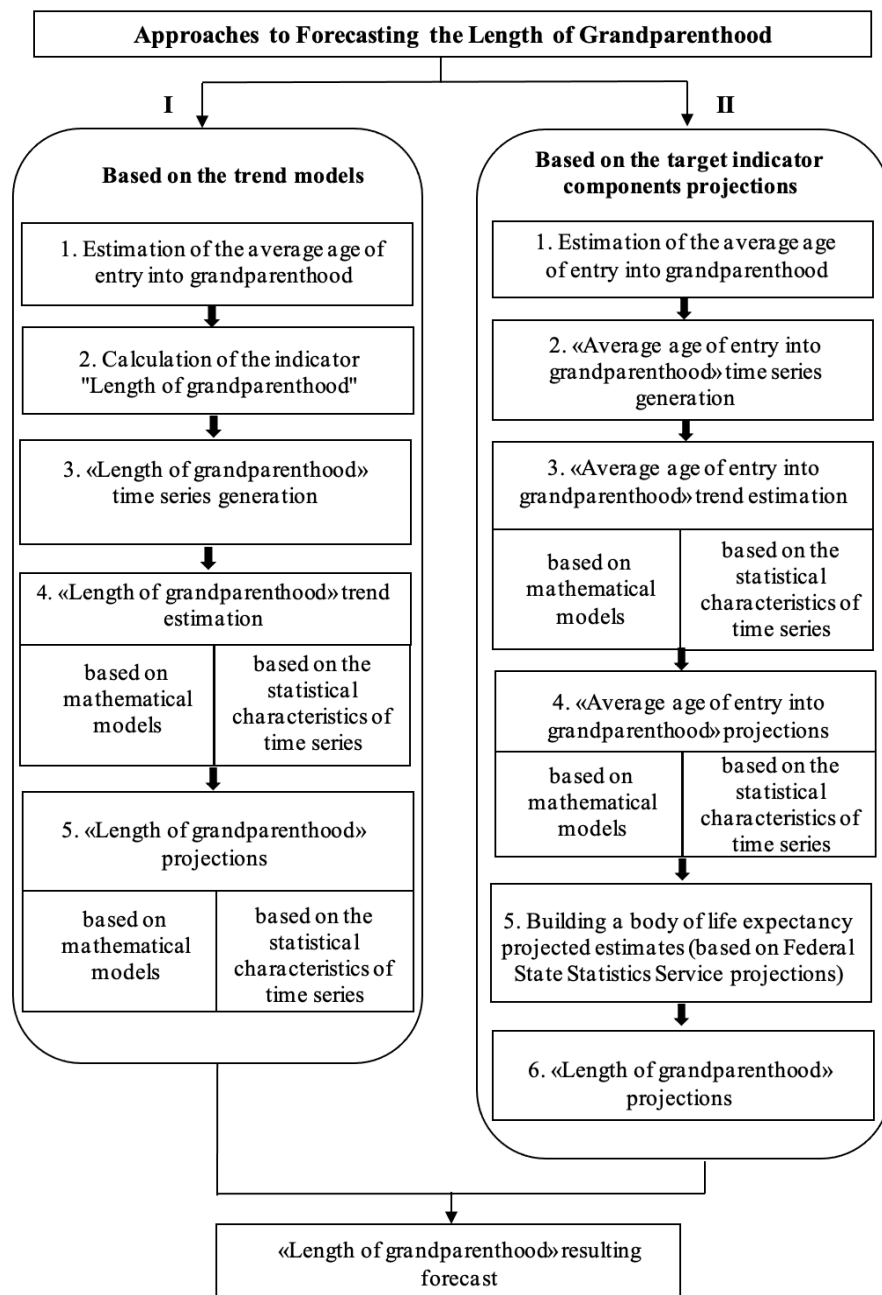 Approaches to Forecasting the Length of Grandparenthood
I
Based on the trend models
1. Estimation of the average age of
entry into grandparenthood
2. Calculation of the indicator
"Length of grandparenthood"
3. «Length of grandparenthood»
time series generation
4. «Length of grandparenthood» trend
estimation
based on
mathematical
models
based on the
statistical
characteristics of
time series
5. «Length of grandparenthood»
projections
based on
mathematical
models
based on the
statistical
characteristics of
time series
II
Based on the target indicator
components projections
1. Estimation of the average age
of entry into grandparenthood
2. «Average age of entry into
grandparenthood» time series
generation
3. «Average age of entry into
grandparenthood» trend estimation
based on
mathematical
models
based on the
statistical
characteristics of
time series
4. «Average age of entry into
grandparenthood» projections
based on
mathematical
models
based on the
statistical
characteristics of
time series
5. Building a body of life expectancy
projected estimates (based on Federal
State Statistics Service projections)
6. «Length of grandparenthood»
projections
«Length of grandparenthood» resulting
forecast